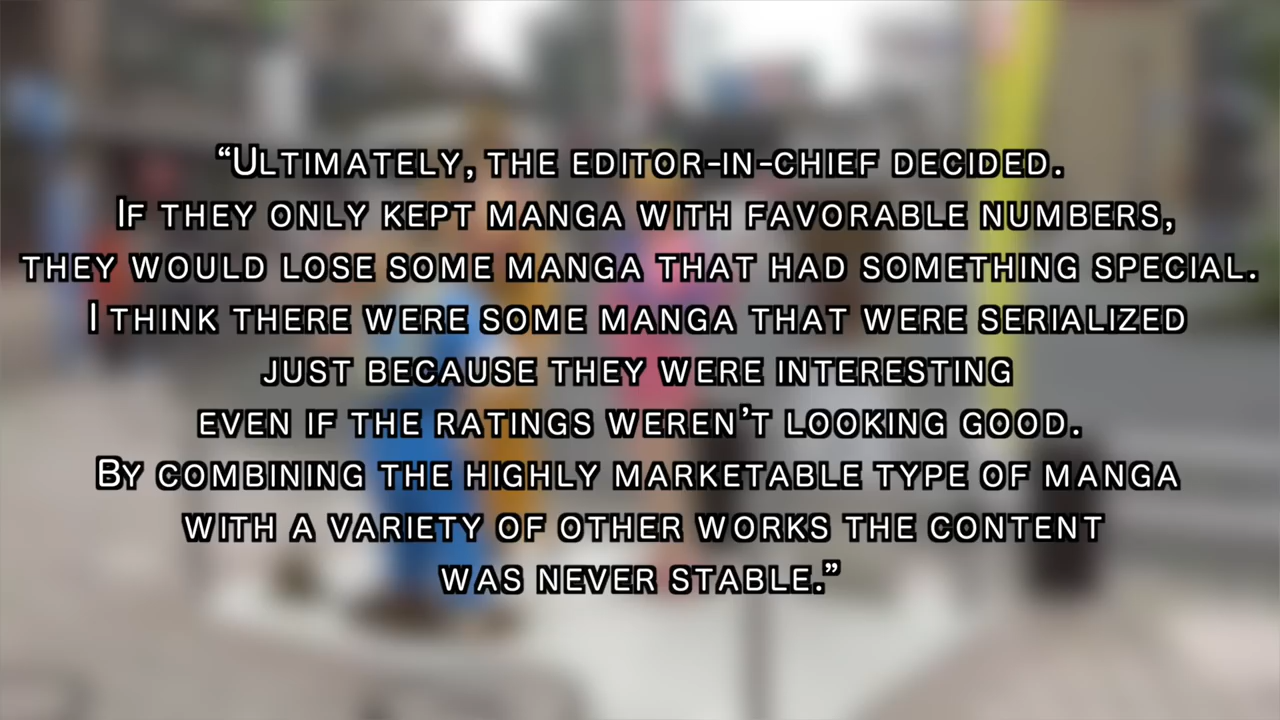 “Ultimately, the editor-in-chief decided.
If they only kept manga with favorable numbers,
they would lose some manga that had something special.
I think there were some manga that were serialized
just because they were interesting
even if the ratings weren’t looking good.
By combining the highly marketable type of manga
with a variety of other works the content
was never stable.”